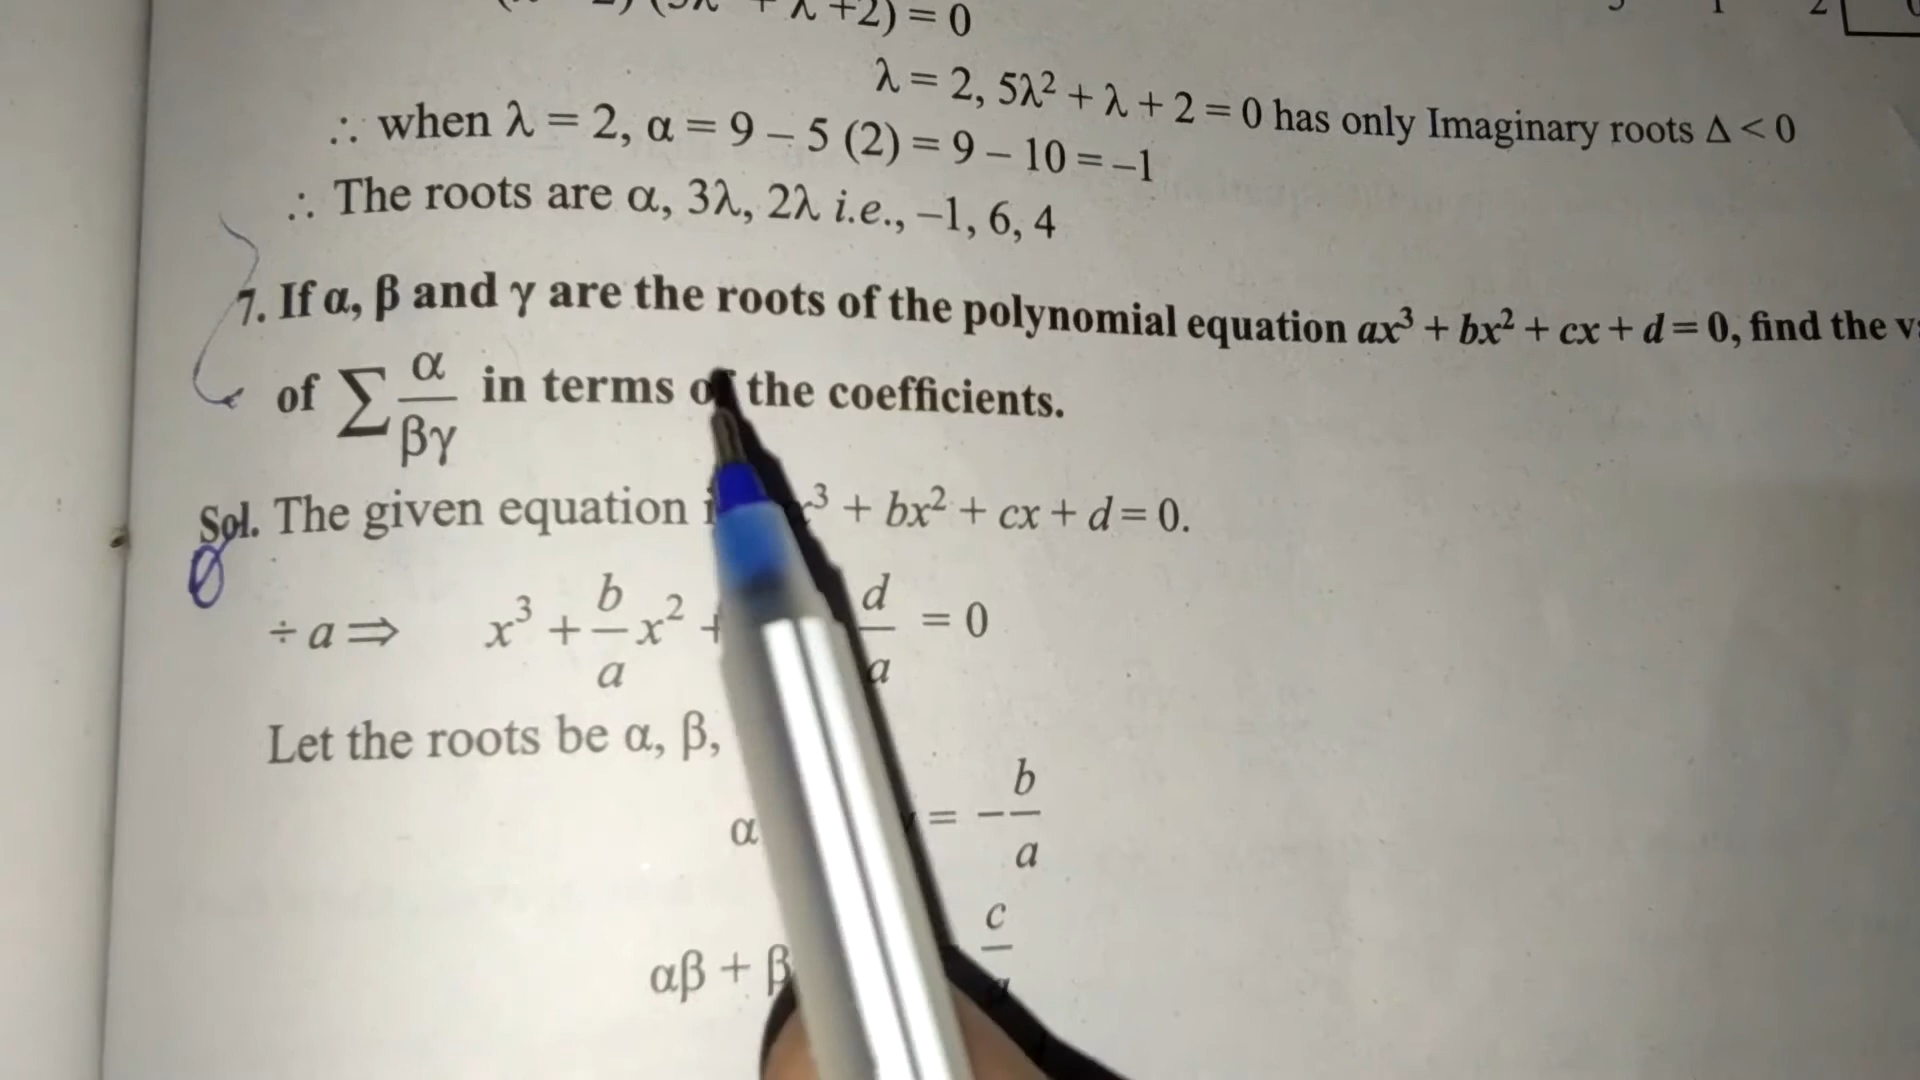 λ +2) = 0
λ = 2, 5λ² + λ + 2 = 0 has only Imaginary roots Δ < 0
∴ when λ = 2, α = 9 – 5 (2) = 9 – 10 = –1
∴ The roots are α, 3λ, 2λ i.e., –1, 6, 4
7. If α, β and γ are the roots of the polynomial equation ax³ + bx² + cx + d = 0, find the
of ∑ α/βγ in terms of the coefficients.
Sol. The given equation x³ + bx² + cx + d = 0.
÷ a ⇒ x³ + b/a x² + d/a = 0
Let the roots be α, β,
α = – b/a
αβ + β c/a